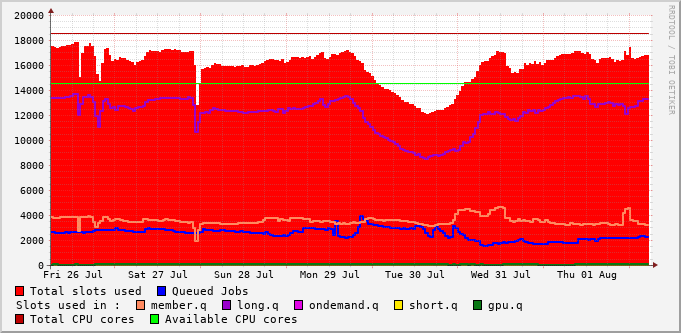 20000
18000
16000
14000
12000
10000
8000
6000
4000
2000
0
Fri 26 Jul Sat 27 Jul Sun 28 Jul Mon 29 Jul Tue 30 Jul Wed 31 Jul Thu 01 Aug
Total slots used Queued Jobs
Slots used in : member.q long.q ondemand.q short.q gpu.q
Total CPU cores Available CPU cores
RRDTOOL / TOBI OETIKER